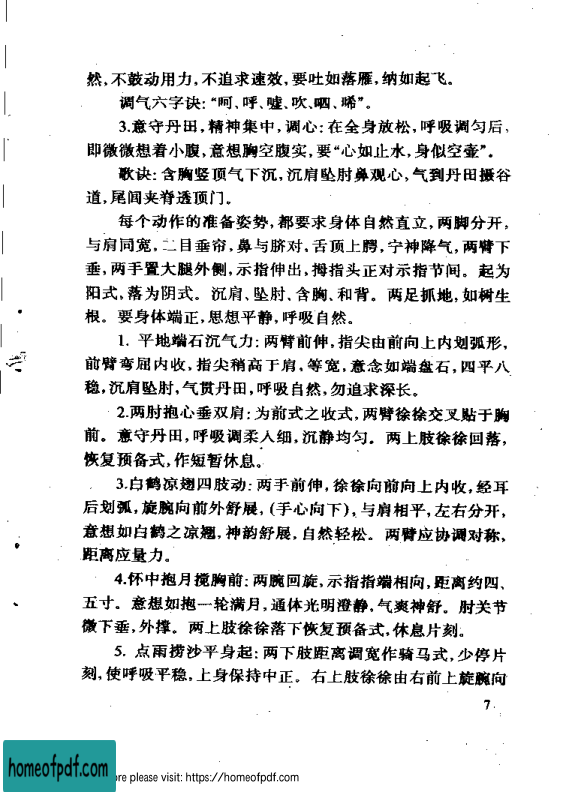 然，不鼓动用力，不追求速效，要吐如落雁，纳如起飞。
调气六字诀：“呵、呼、嘘、吹、呬、唏”。
3.意守丹田，精神集中，调心：在全身放松，呼吸调匀后，
即微微想着小腹，意想胸空腹实，要“心如止水，身似空壶”。
歌诀：含胸竖顶气下沉，沉肩坠肘鼻观心，气到丹田摄谷
道，尾闾夹脊透顶门。
每个动作的准备姿势，都要求身体自然直立，两脚分开，
与肩同宽，二目垂帘，鼻与脐对，舌顶上腭，宁神降气，两臂下
垂，两手置大腿外侧，示指伸出，拇指头正对示指节间。起为
阳式，落为阴式。沉肩、坠肘、含胸、和背。两足抓地，如树生
根。要身体端正，思想平静，呼吸自然。
1. 平地端石沉气力：两臂前伸，指尖由前向上内划弧形，
前臂弯屈内收，指尖稍高于肩、等宽，意念如端盘石，四平八
稳，沉肩坠肘，气贯丹田，呼吸自然，勿追求深长。
2.两肘抱心垂双肩：为前式之收式，两臂徐徐交叉贴于胸
前。意守丹田，呼吸调柔入细，沉静均匀。两上肢徐徐回落，
恢复预备式，作短暂休息。
3.白鹤凉翅四肢动：两手前伸，徐徐向前向上内收，经耳
后划弧，旋腕向前外舒展，（手心向下），与肩相平，左右分开，
意想如白鹤之凉翅，神韵舒展，自然轻松。两臂应协调对称，
距离应量力。
4.怀中抱月搅胸前：两腕回旋，示指指端相向，距离约四、
五寸。意想如抱一轮满月，通体光明澄静，气爽神舒。肘关节
微下垂，外撑。两上肢徐徐落下恢复预备式，休息片刻。
5. 点雨捞沙平身起：两下肢距离调宽作骑马式，少停片
刻，使呼吸平稳，上身保持中正。右上肢徐徐由右前上旋腕向
7
homeofpdf.com
ore please visit: https://homeofpdf.com